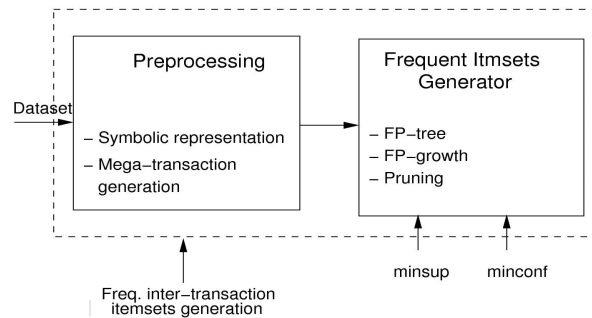 Preprocessing
Frequent Itmsets
Generator
Dataset
– Symbolic representation
– Mega–transaction
generation
– FP–tree
– FP–growth
– Pruning
minsup
minconf
Freq. inter–transaction
itemsets generation